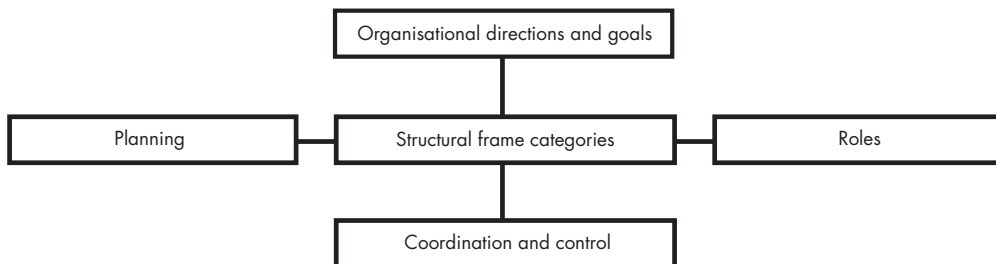 Organisational directions and goals
Planning
Structural frame categories
Roles
Coordination and control